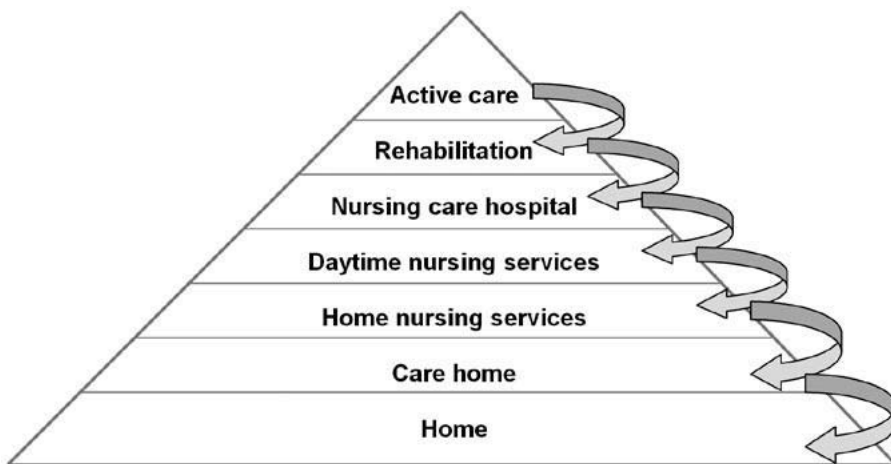 Active care
Rehabilitation
Nursing care hospital
Daytime nursing services
Home nursing services
Care home
Home